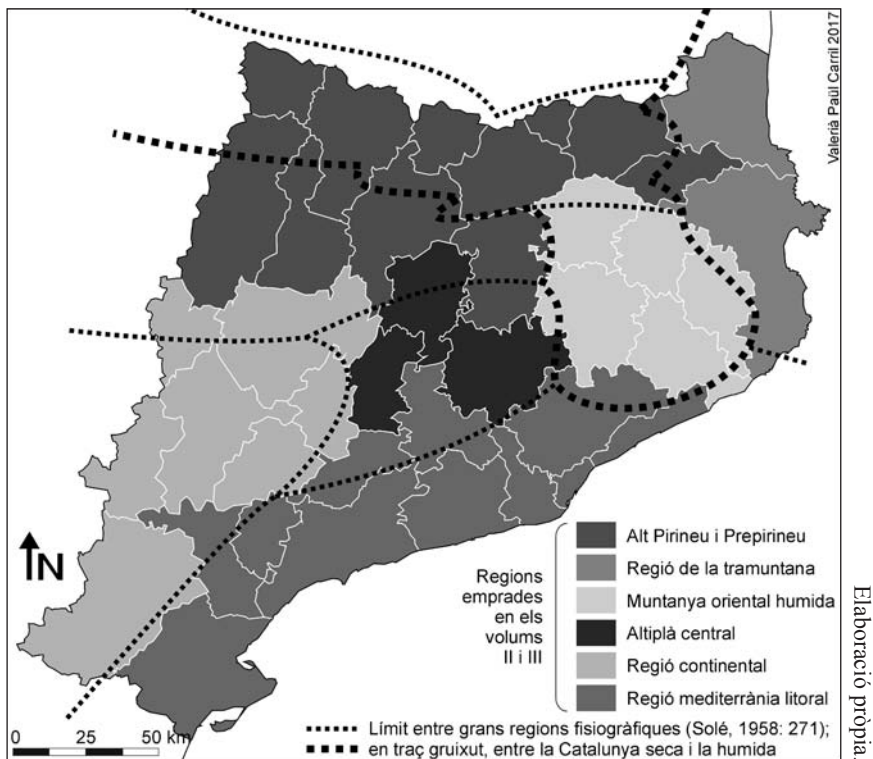 Valerià Paül Carril 2017
N
Regions
emprades
en els
volums
II i III
Alt Pirineu i Prepirineu
Regió de la tramuntana
Muntanya oriental humida
Altiplà central
Regió continental
Regió mediterrània litoral
0 25 50 km
Límit entre grans regions fisiogràfiques (Solé, 1958: 271);
en traç gruixut, entre la Catalunya seca i la humida
Elaboració pròpia.